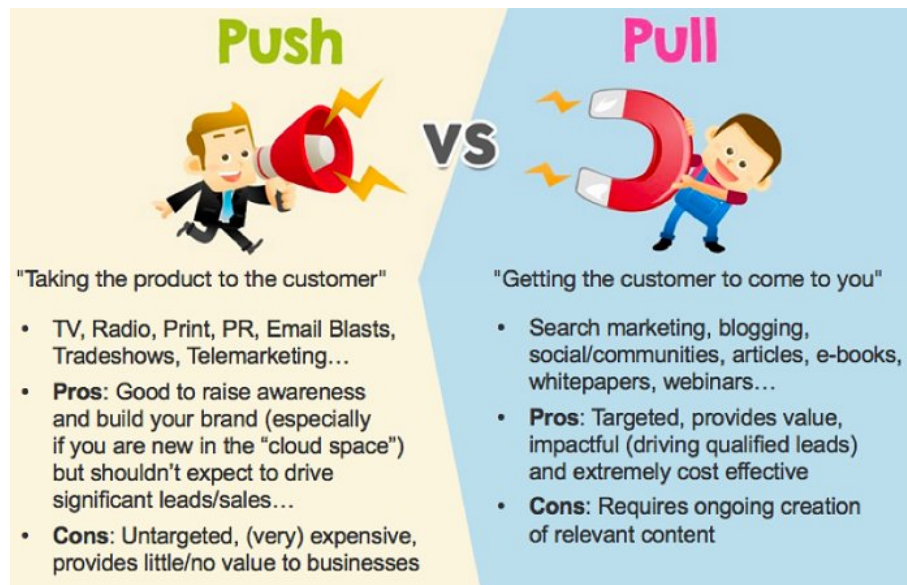 Push
VS
Pull
"Taking the product to the customer"
• TV, Radio, Print, PR, Email Blasts,
Tradeshows, Telemarketing...
• Pros: Good to raise awareness
and build your brand (especially
if you are new in the “cloud space”)
but shouldn’t expect to drive
significant leads/sales...
• Cons: Untargeted, (very) expensive,
provides little/no value to businesses
"Getting the customer to come to you"
• Search marketing, blogging,
social/communities, articles, e-books,
whitepapers, webinars...
• Pros: Targeted, provides value,
impactful (driving qualified leads)
and extremely cost effective
• Cons: Requires ongoing creation
of relevant content